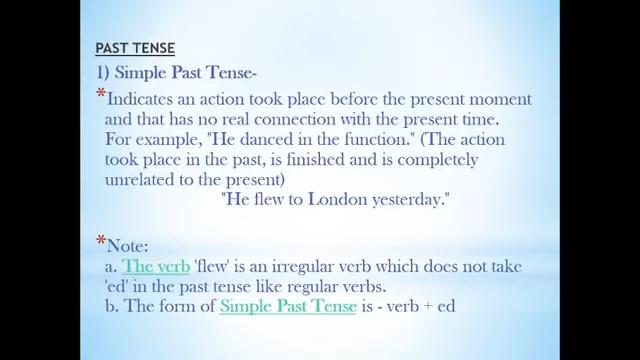 PAST TENSE
1) Simple Past Tense-
*Indicates an action took place before the present moment
and that has no real connection with the present time.
For example, "He danced in the function." (The action
took place in the past, is finished and is completely
unrelated to the present)
"He flew to London yesterday."
*Note:
a. The verb 'flew' is an irregular verb which does not take
'ed' in the past tense like regular verbs.
b. The form of Simple Past Tense is - verb + ed